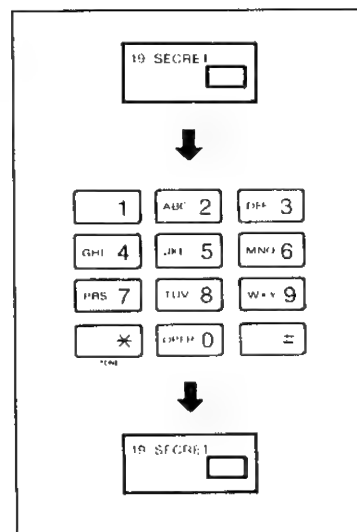 19 SECRET
1 ABC 2 DEF 3
GHI 4 JKL 5 MNO 6
PRS 7 TUV 8 WXY 9
* OPER 0 #
TONE
19 SECRET